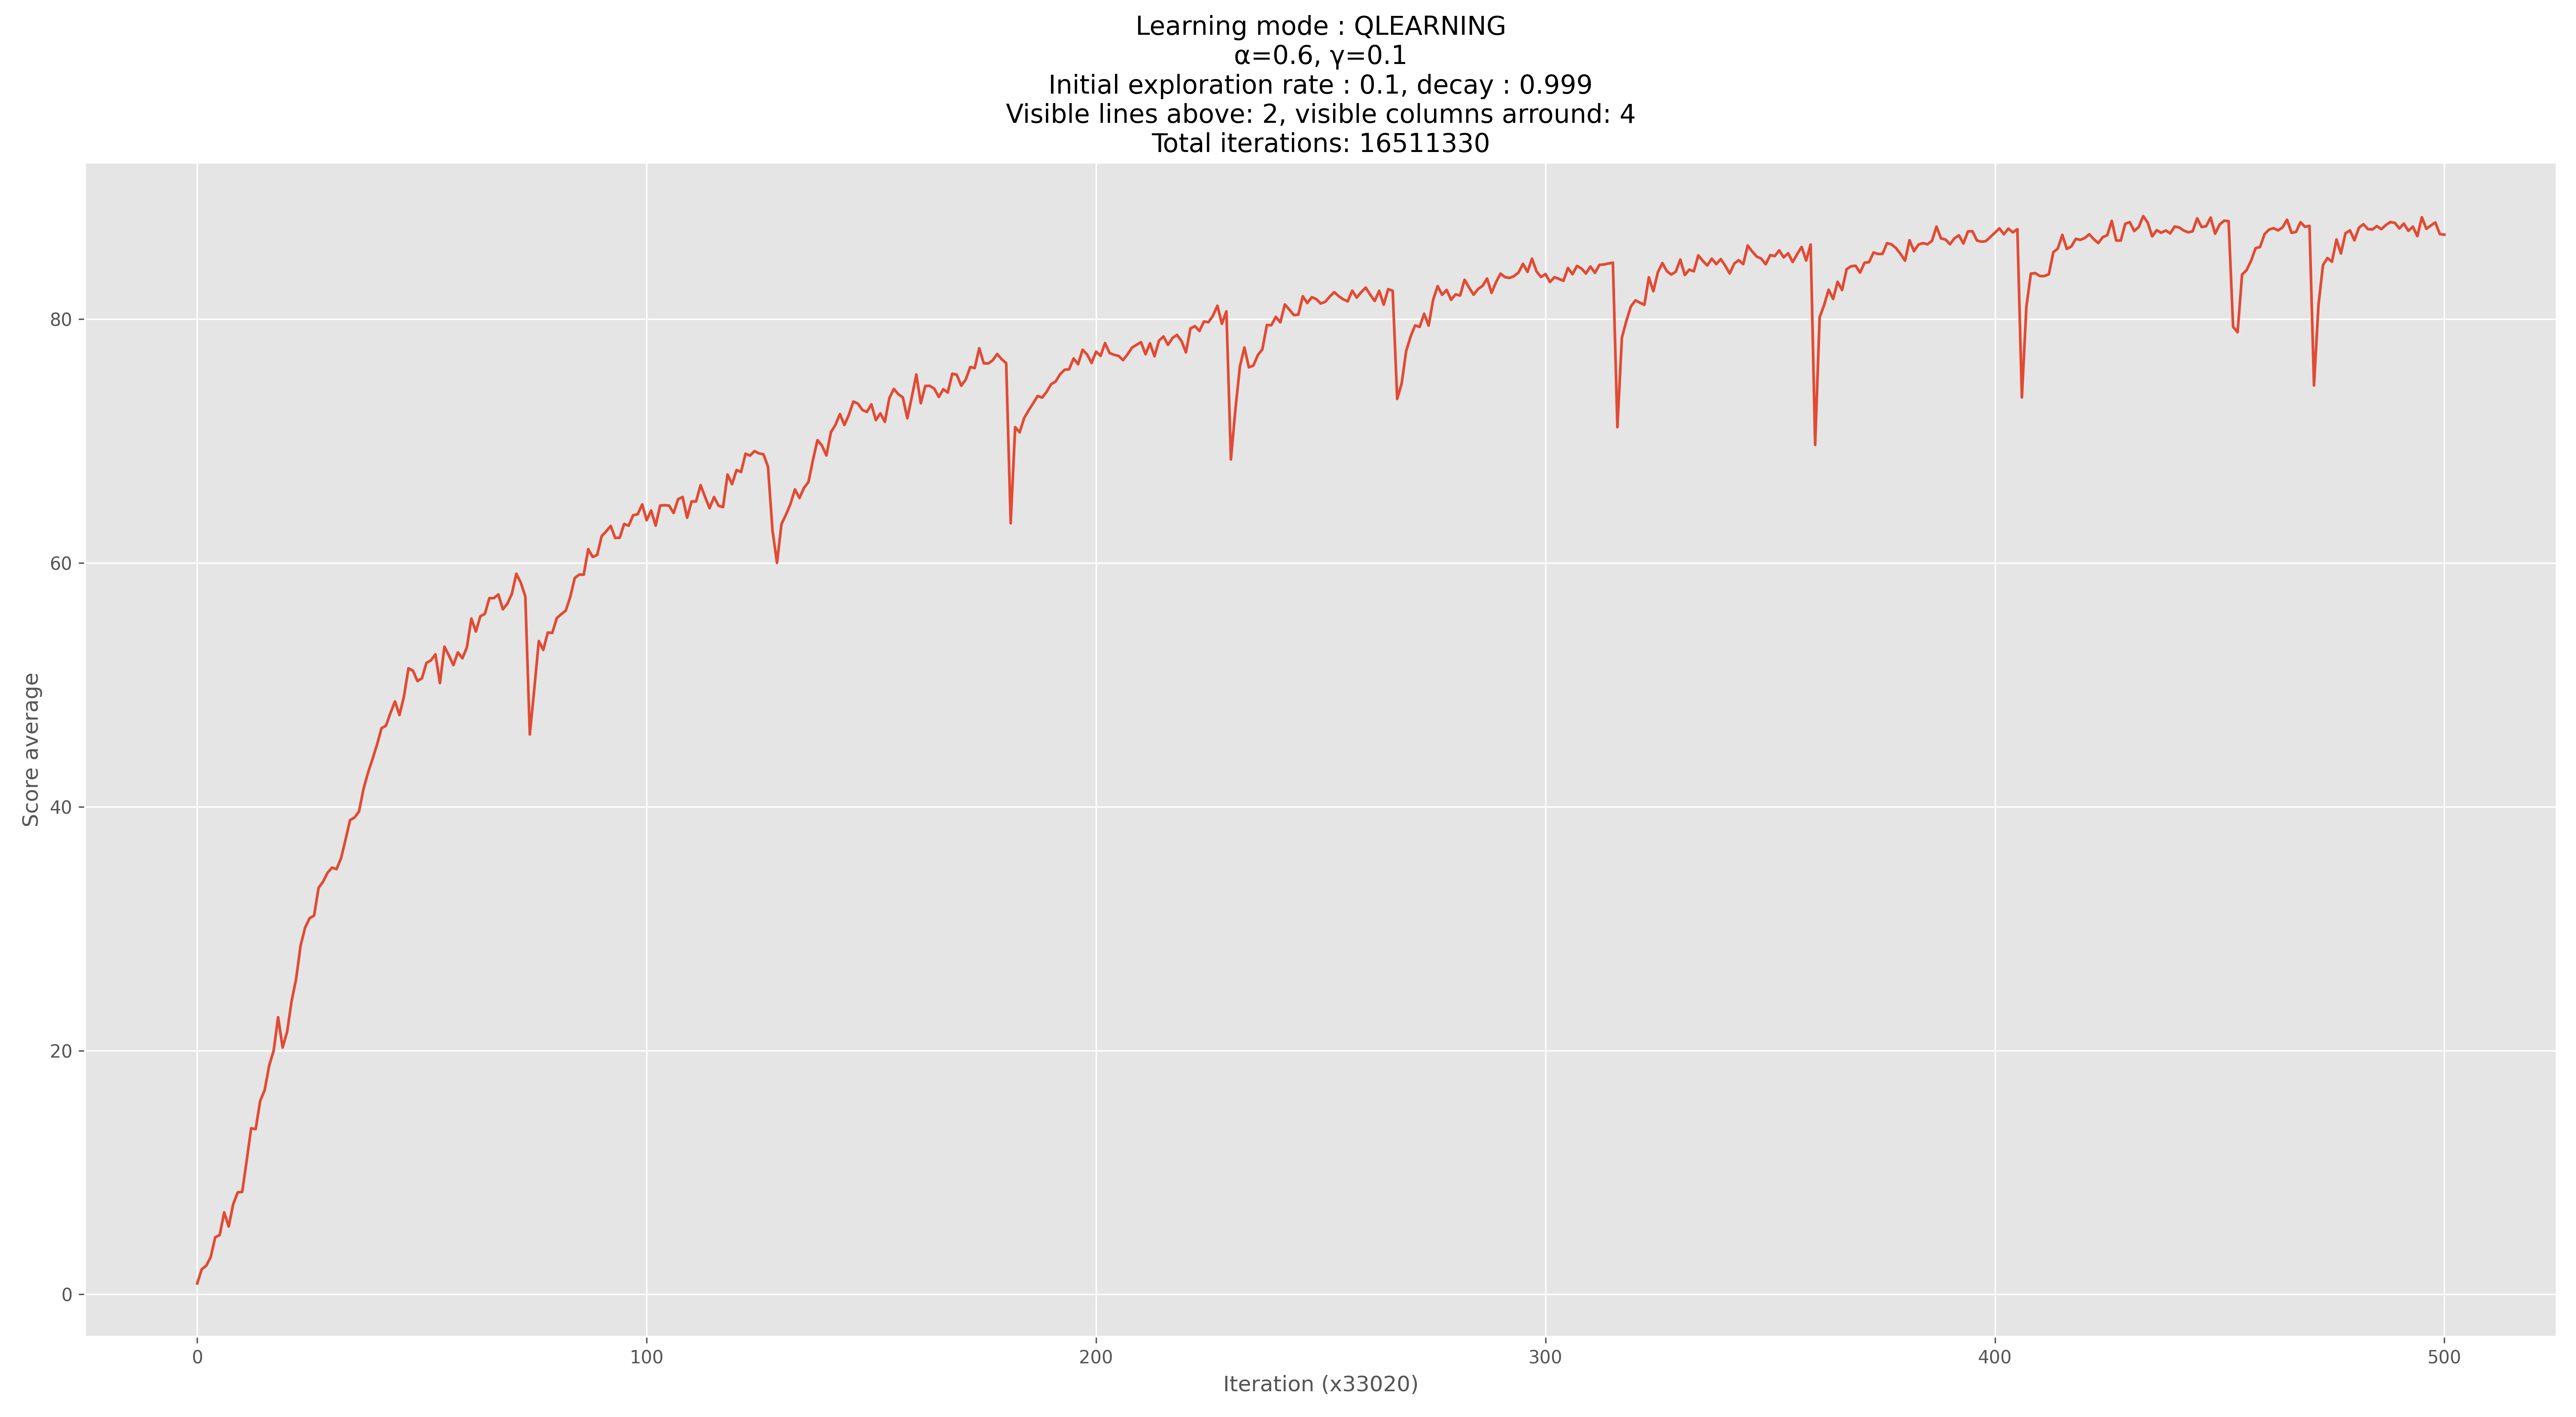 Learning mode : QLEARNING
α=0.6, γ=0.1
Initial exploration rate : 0.1, decay : 0.999
Visible lines above: 2, visible columns arround: 4
Total iterations: 16511330
80
60
40
20
0
Score average
0 100 200 300 400 500
Iteration (x33020)